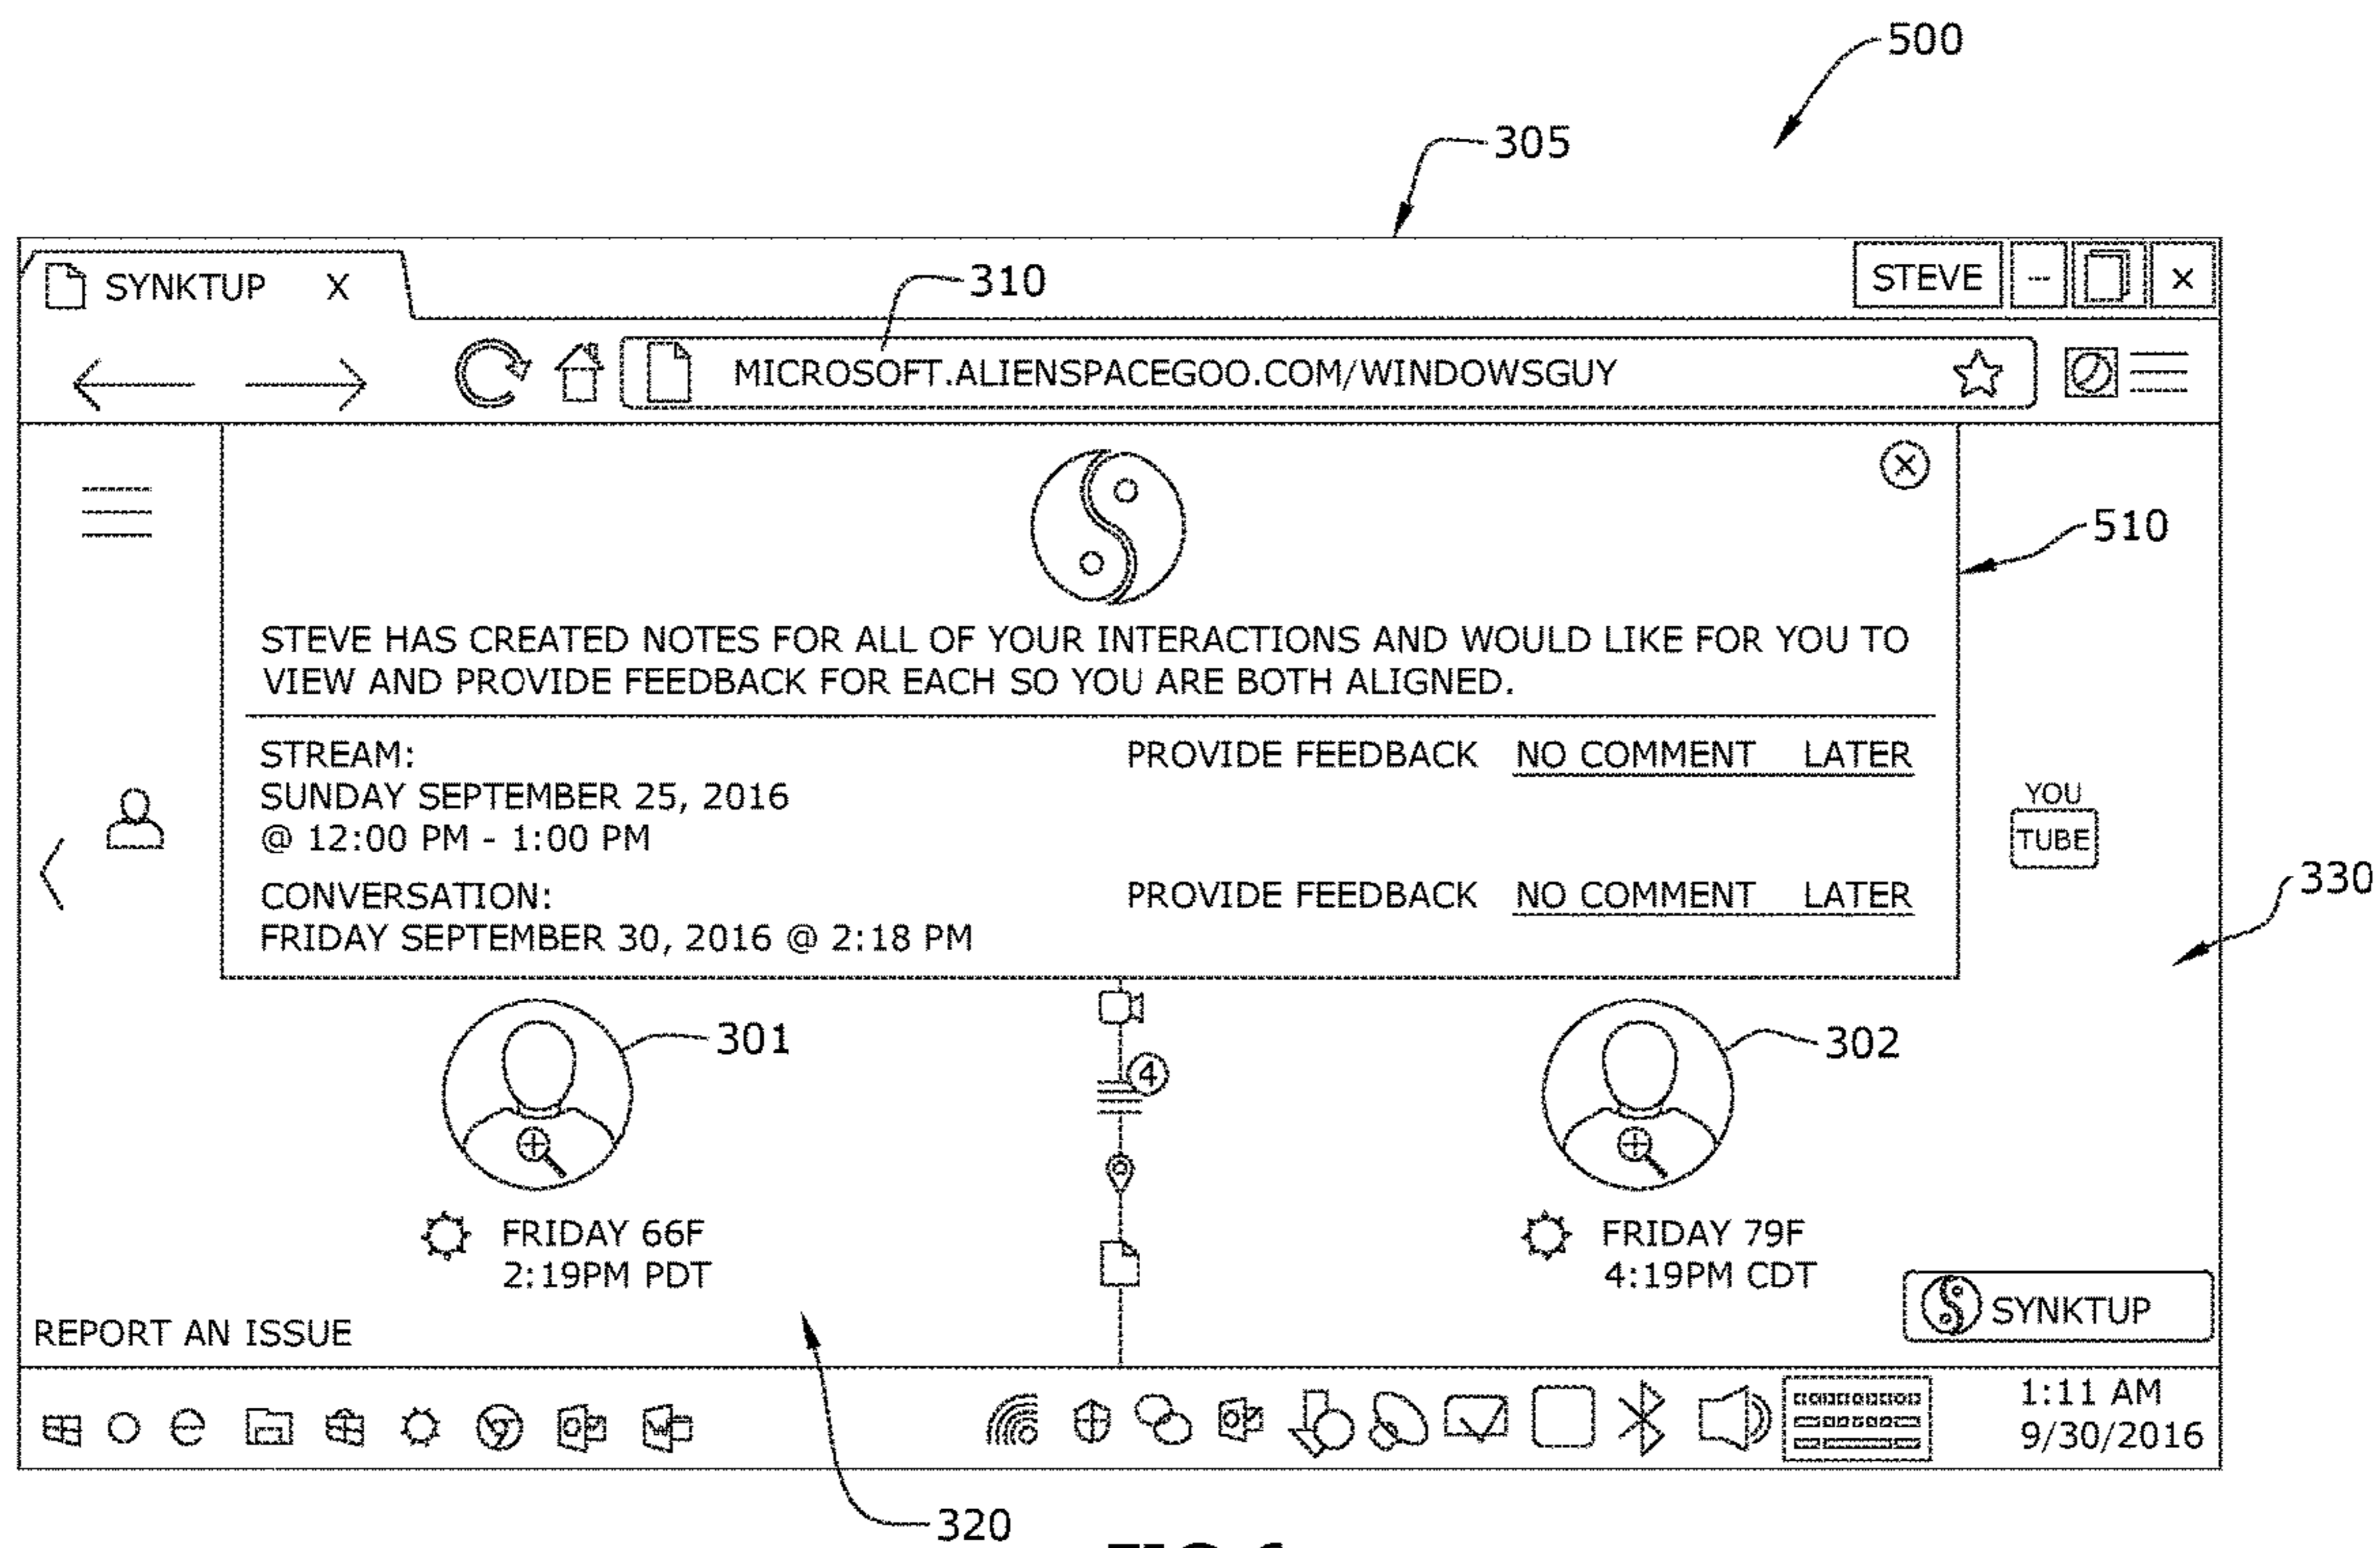 500
305
SYNKTUP X
310
STEVE - X
MICROSOFT.ALIENSPACEGOO.COM/WINDOWSGUY
510
STEVE HAS CREATED NOTES FOR ALL OF YOUR INTERACTIONS AND WOULD LIKE FOR YOU TO
VIEW AND PROVIDE FEEDBACK FOR EACH SO YOU ARE BOTH ALIGNED.
STREAM: PROVIDE FEEDBACK NO COMMENT LATER
SUNDAY SEPTEMBER 25, 2016
@ 12:00 PM - 1:00 PM
YOU
TUBE
330
CONVERSATION: PROVIDE FEEDBACK NO COMMENT LATER
FRIDAY SEPTEMBER 30, 2016 @ 2:18 PM
301
302
4
FRIDAY 66F
2:19PM PDT
FRIDAY 79F
4:19PM CDT
SYNKTUP
REPORT AN ISSUE
1:11 AM
9/30/2016
320